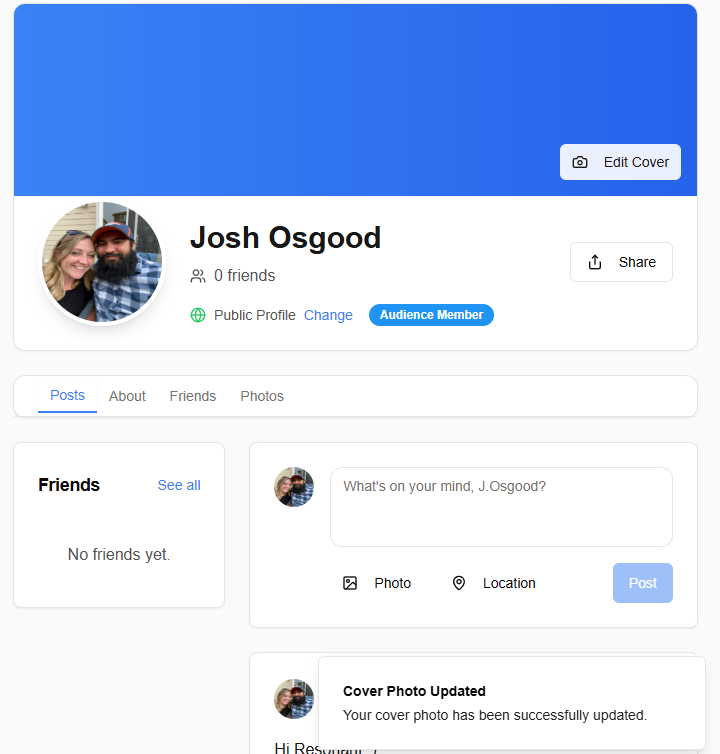 Edit Cover
Josh Osgood
0 friends
Share
Public Profile Change Audience Member
Posts About Friends Photos
Friends See all
No friends yet.
What's on your mind, J.Osgood?
Photo Location Post
Cover Photo Updated
Your cover photo has been successfully updated.
Hi